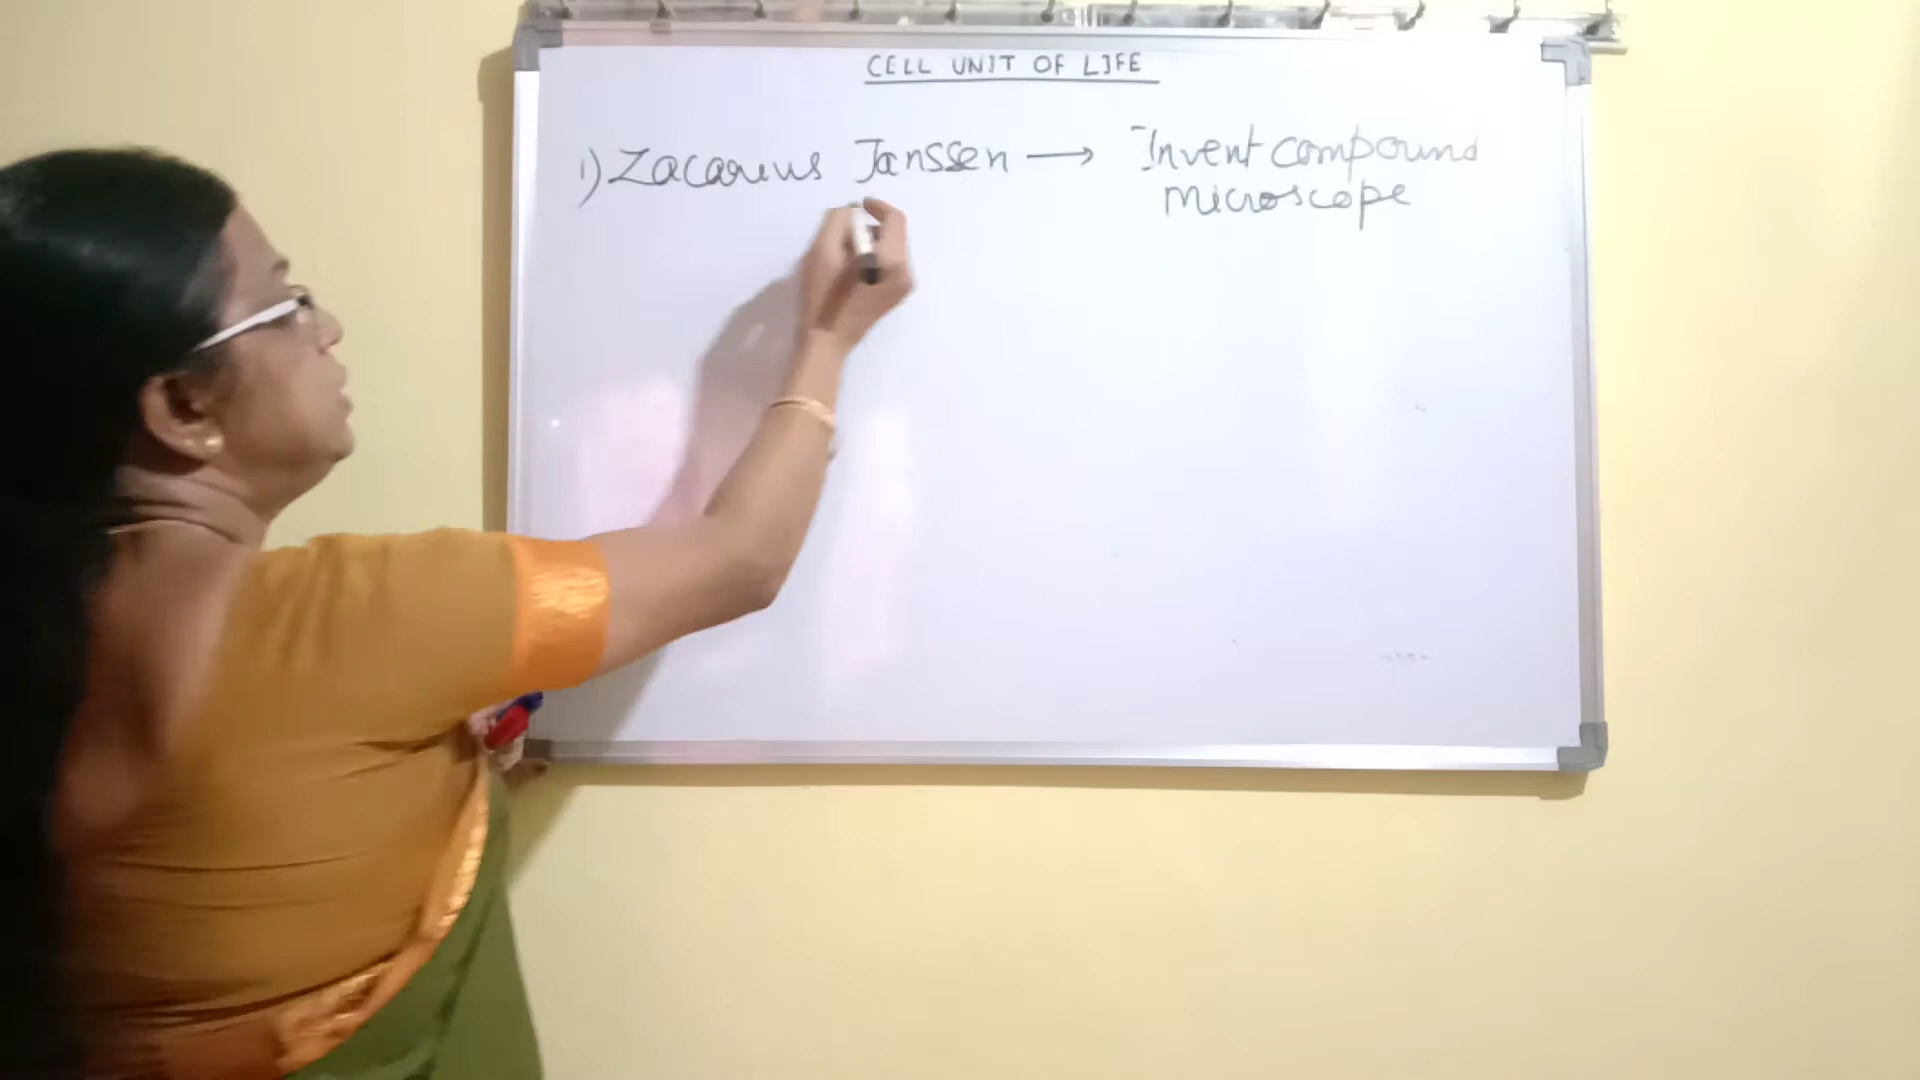 CELL UNIT OF LIFE
1) Zacarius Janssen → Invent compound
Microscope